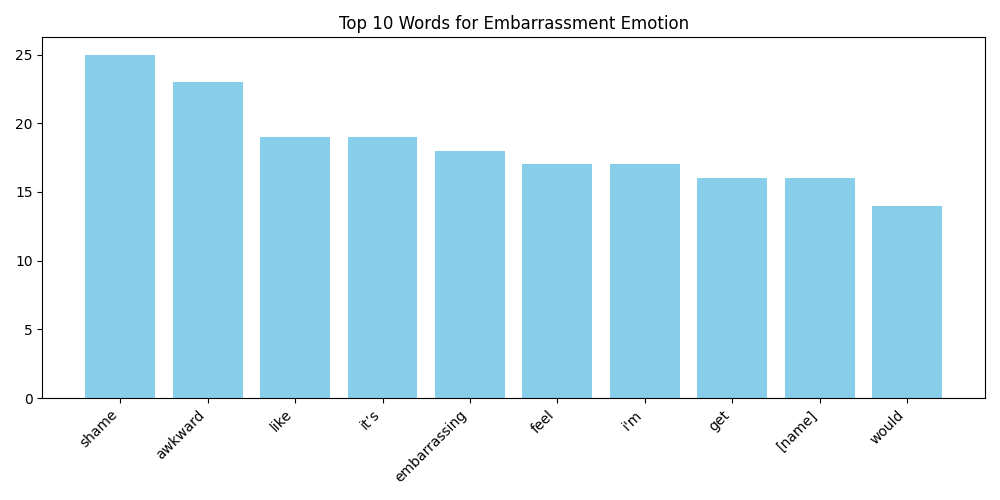 Top 10 Words for Embarrassment Emotion
25
20
15
10
5
0
shame
awkward
like
it’s
embarrassing
feel
i'm
get
[name]
would